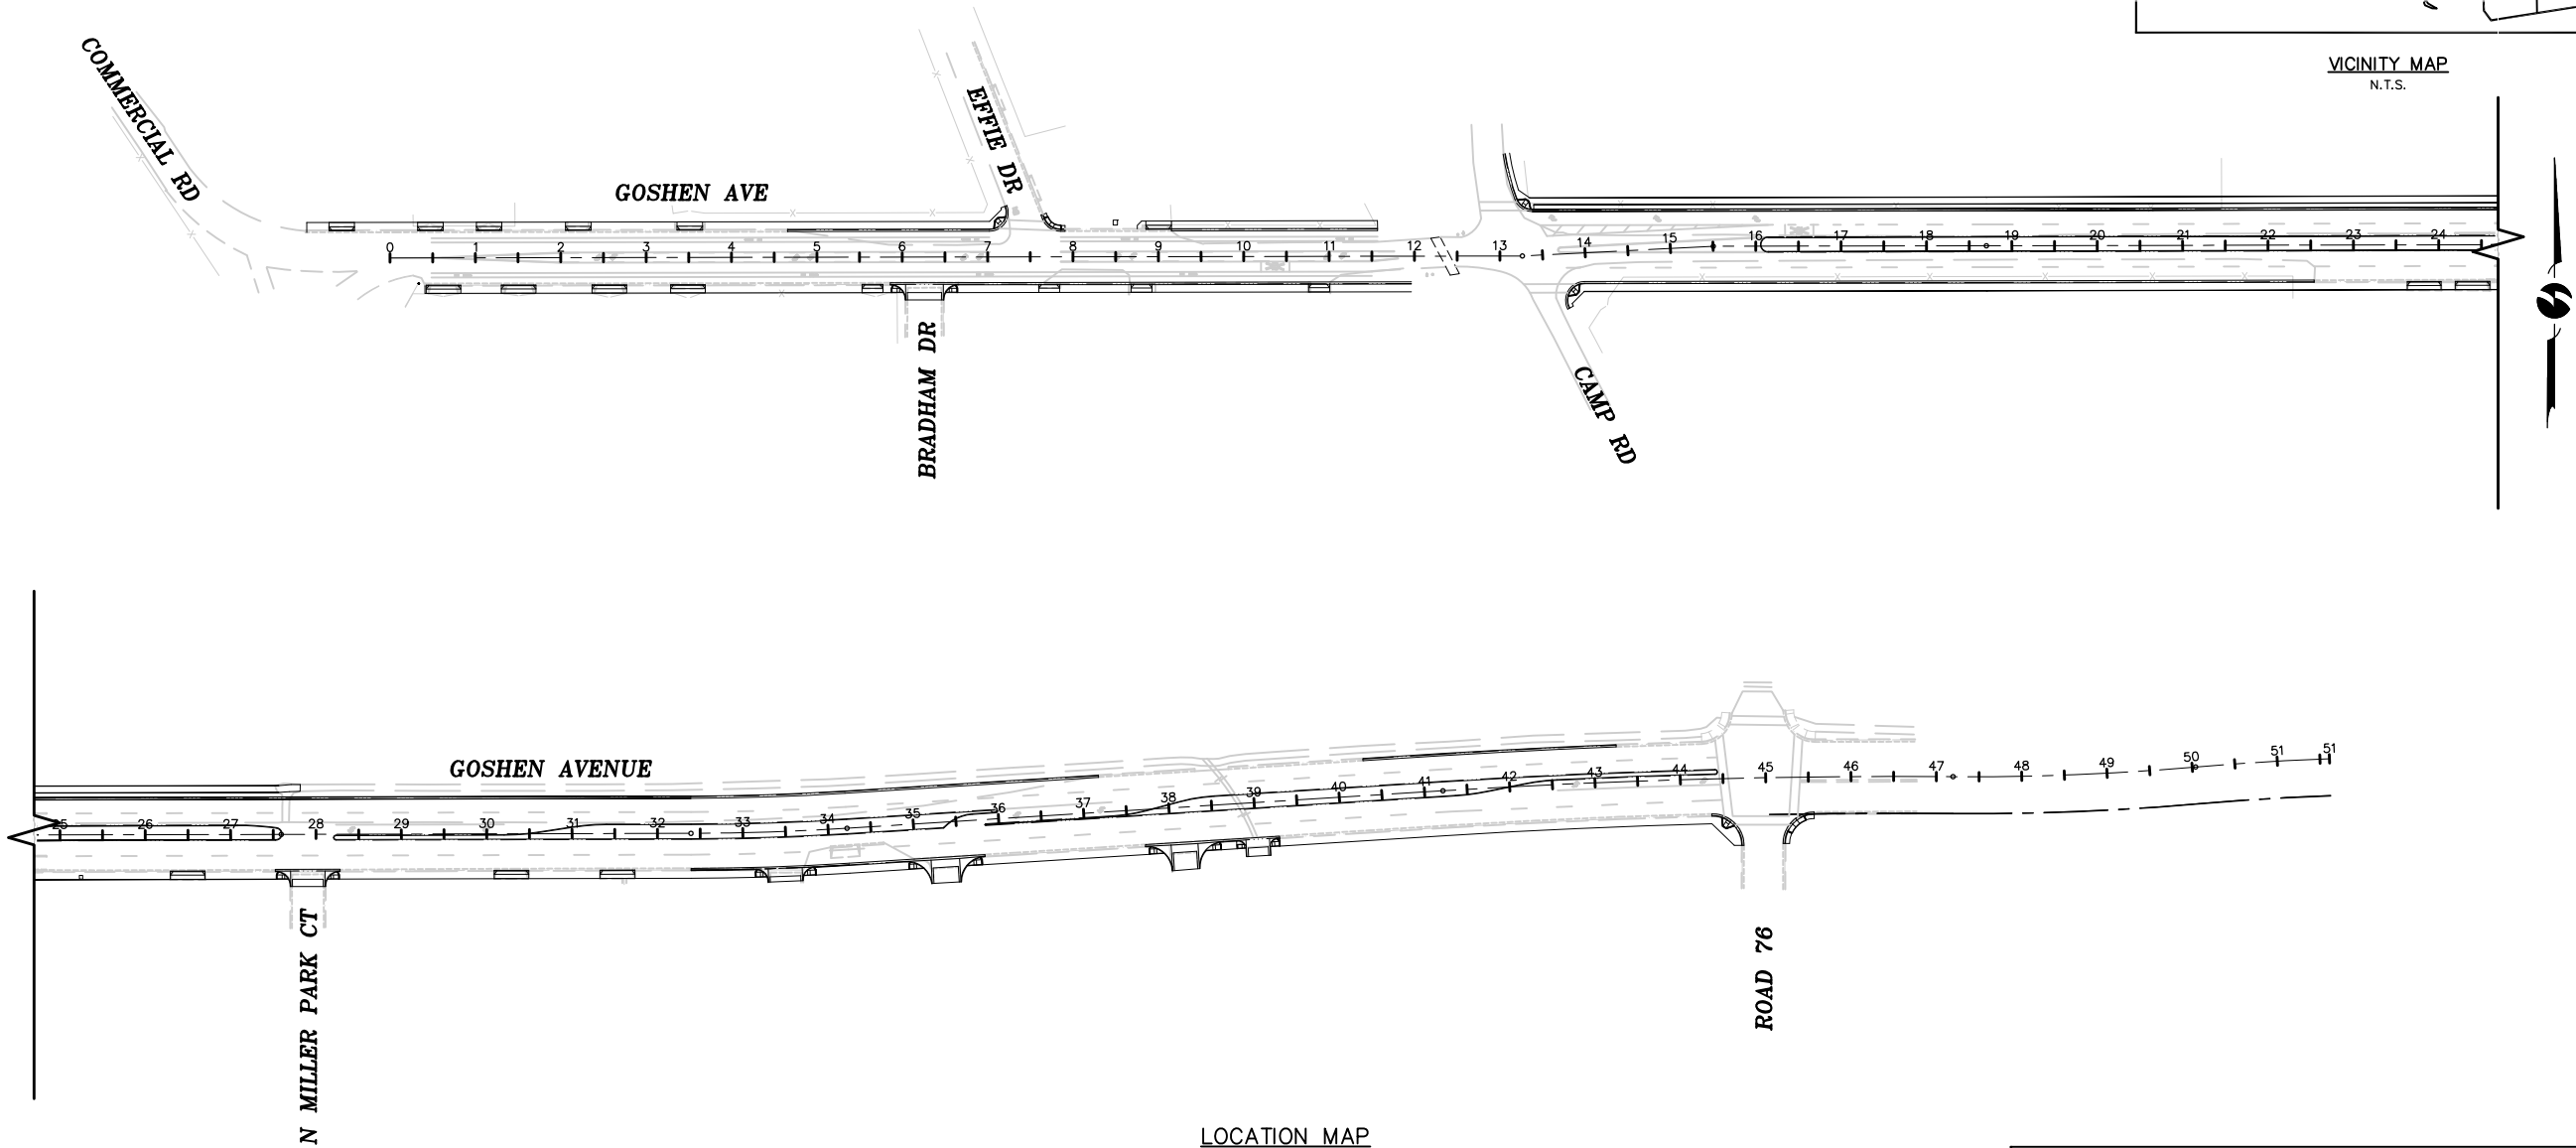 VICINITY MAP
N.T.S.
COMMERCIAL RD
EFFIE DR
GOSHEN AVE
0 1 2 3 4 5 6 7 8 9 10 11 12 13 14 15 16 17 18 19 20 21 22 23 24
BRADHAM DR
CAMP RD
GOSHEN AVENUE
25 26 27 28 29 30 31 32 33 34 35 36 37 38 39 40 41 42 43 44 45 46 47 48 49 50 51 51
N MILLER PARK CT
ROAD 76
LOCATION MAP